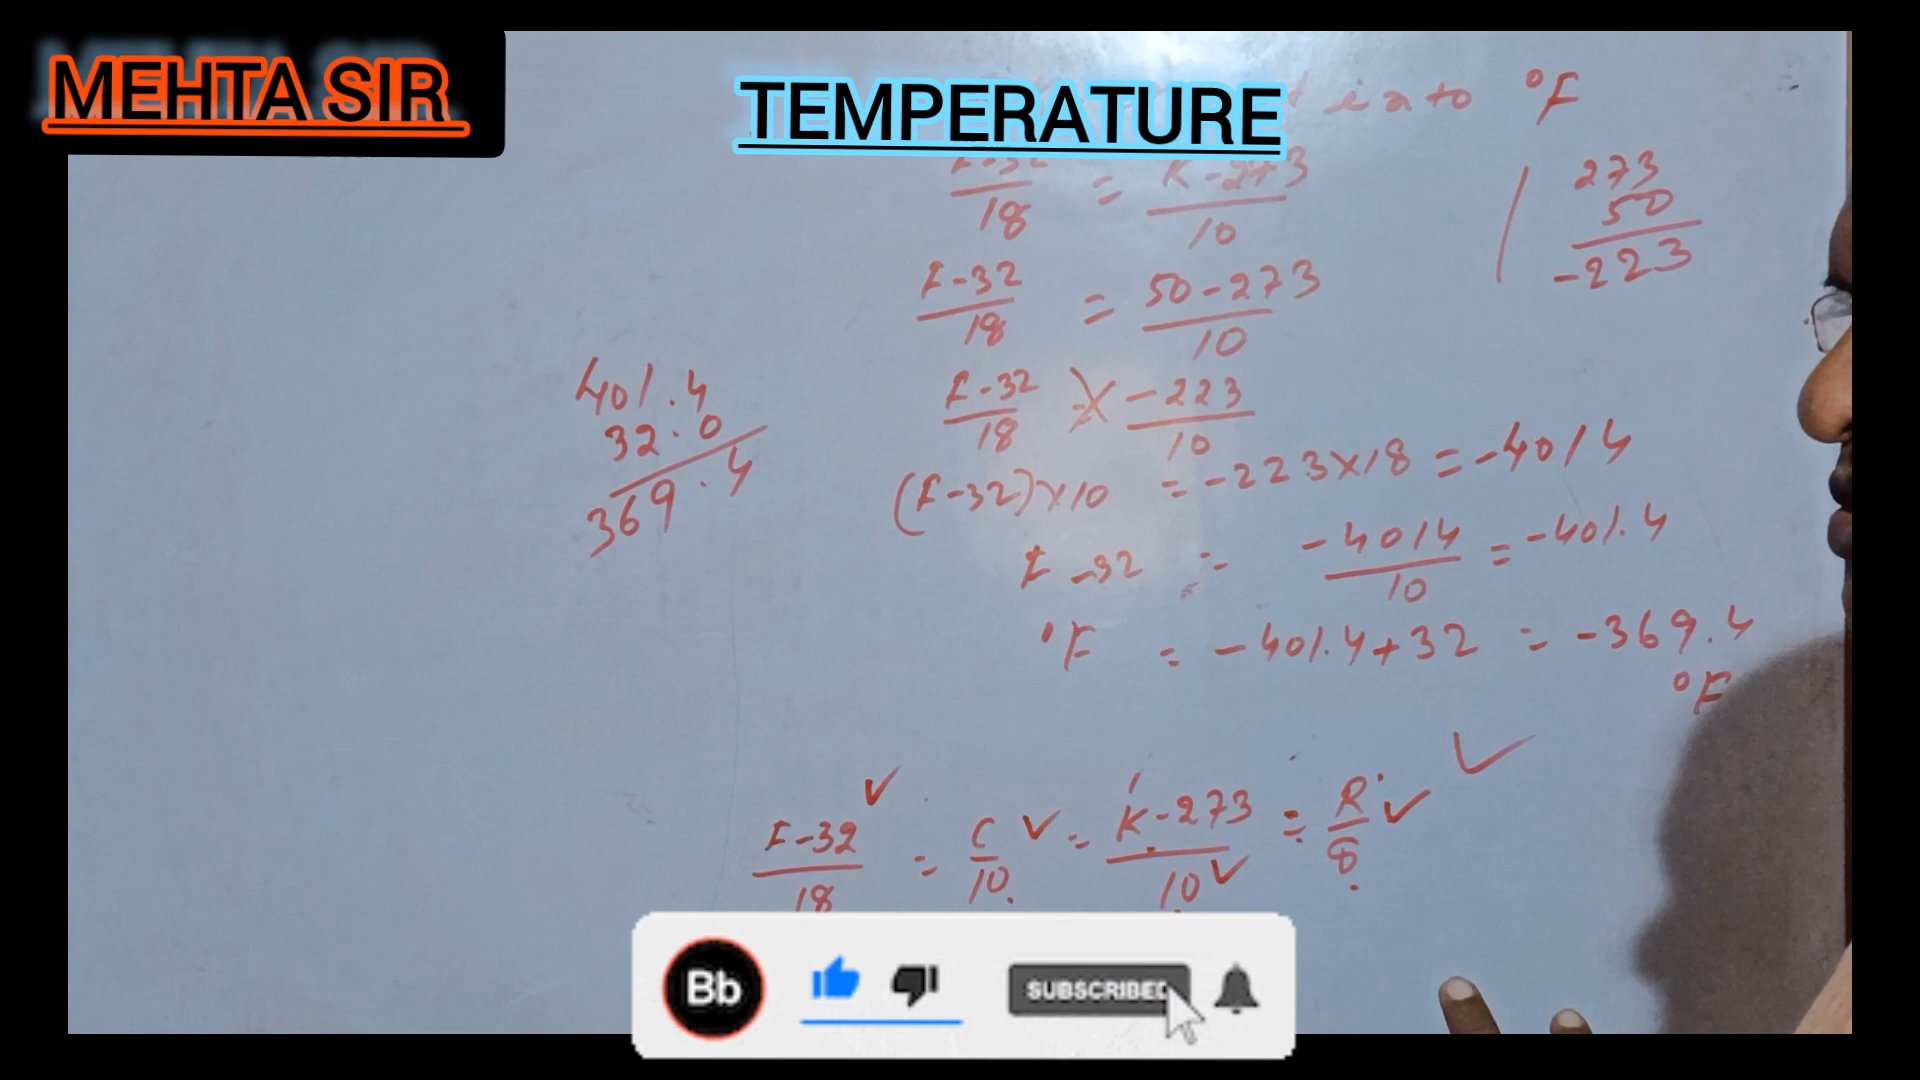 MEHTA SIR
TEMPERATURE
into °F
F-32/18 = K-273/10
273
50
-223
F-32/18 = 50-273/10
F-32/18 = -223/10
401.4
32.0
369.4
(F-32)×10 = -223×18 = -4014
F-32 = -4014/10 = -401.4
°F = -401.4+32 = -369.4
°F
F-32/18 = C/10 = K-273/10 = R/8
Bb
SUBSCRIBED